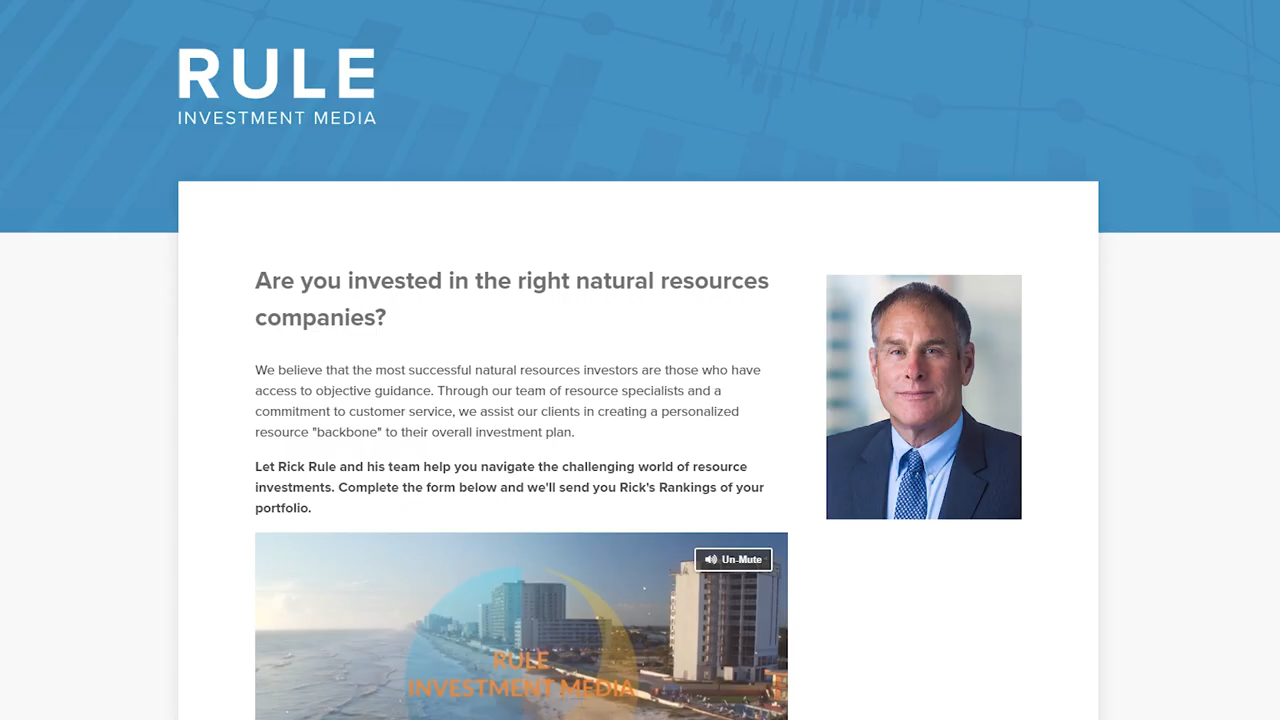 RULE
INVESTMENT MEDIA
Are you invested in the right natural resources
companies?
We believe that the most successful natural resources investors are those who have
access to objective guidance. Through our team of resource specialists and a
commitment to customer service, we assist our clients in creating a personalized
resource "backbone" to their overall investment plan.
Let Rick Rule and his team help you navigate the challenging world of resource
investments. Complete the form below and we'll send you Rick's Rankings of your
portfolio.
Un-Mute
RULE
INVESTMENT MEDIA